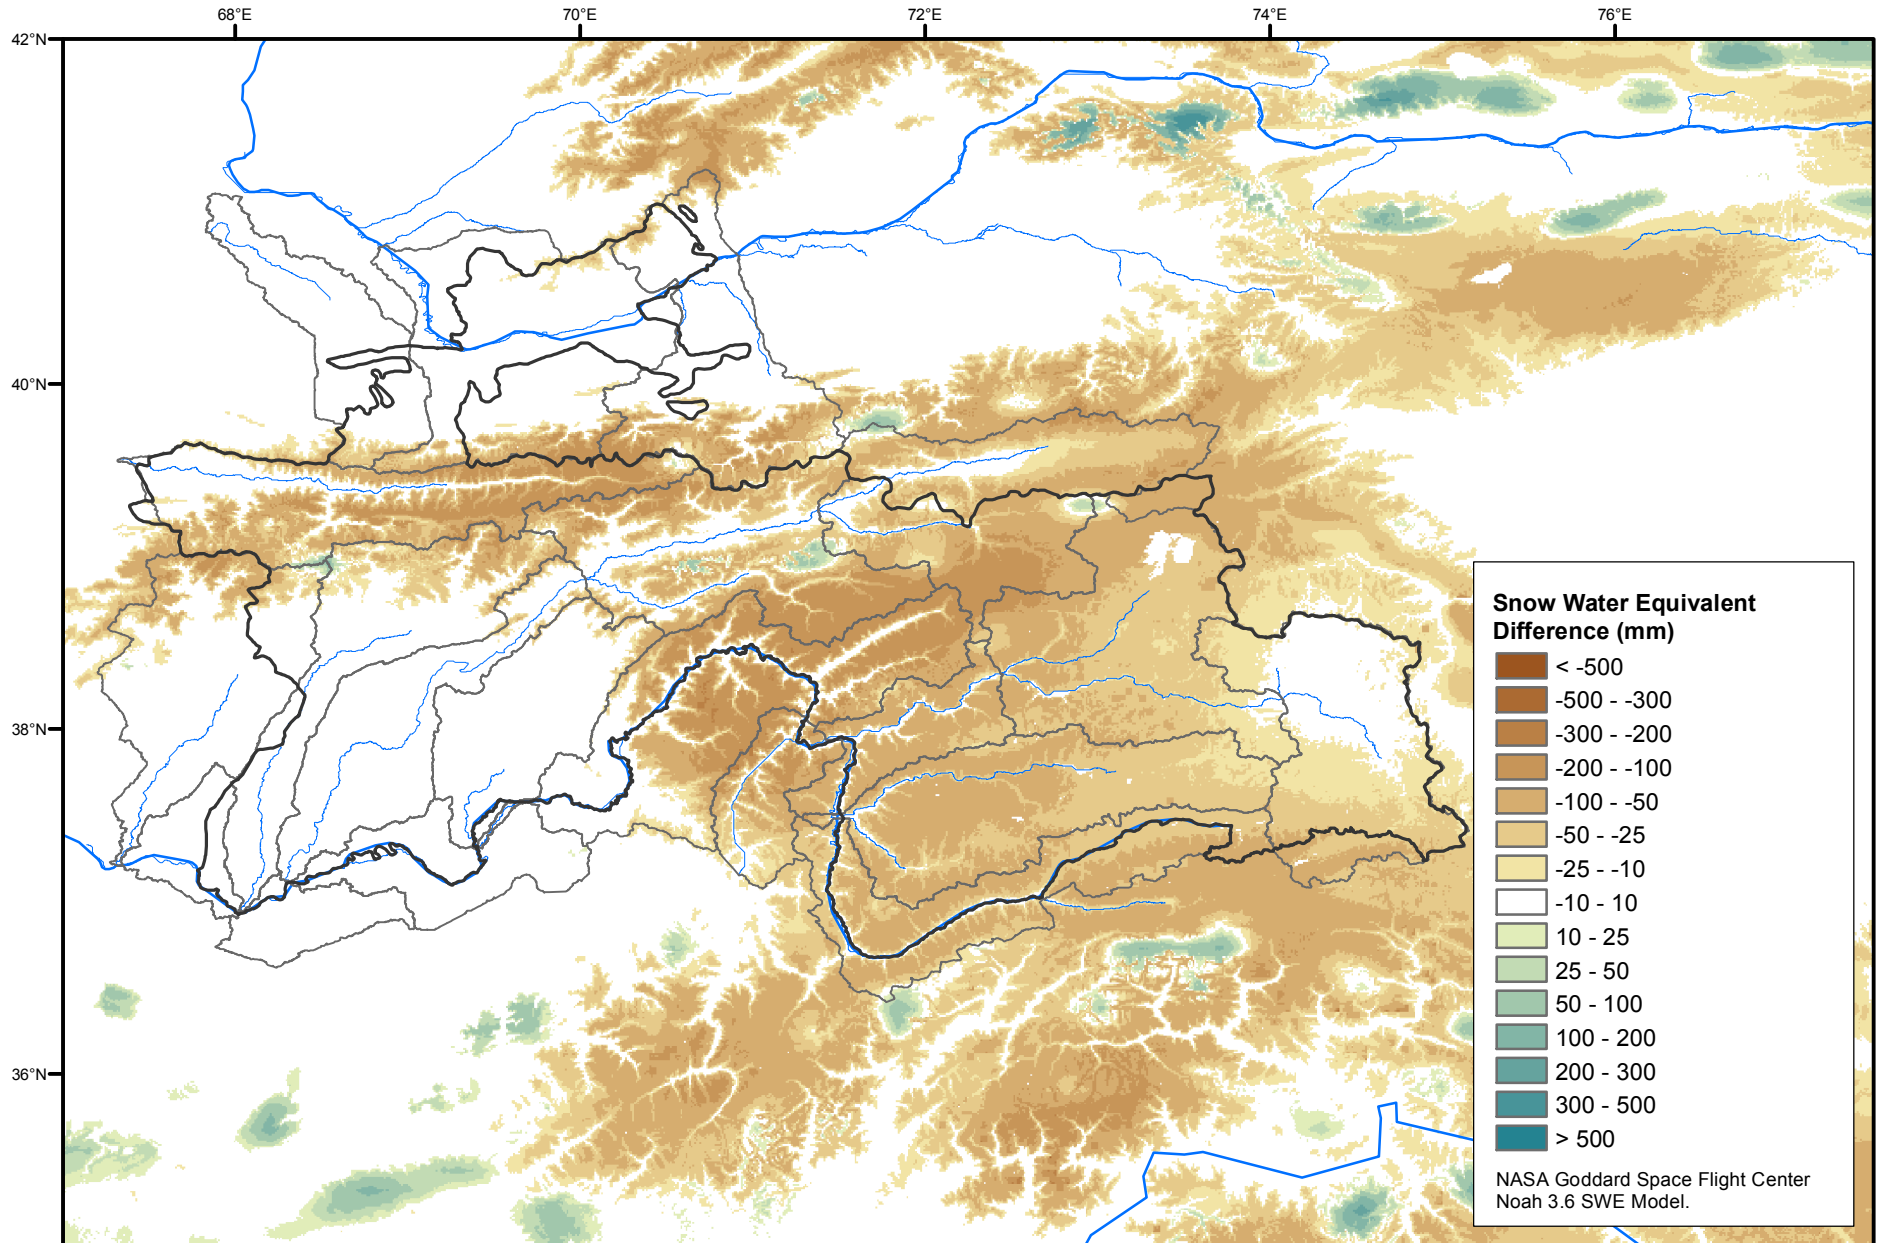 68°E 70°E 72°E 74°E 76°E
42°N
40°N
38°N
36°N
Snow Water Equivalent
Difference (mm)
< -500
-500 - -300
-300 - -200
-200 - -100
-100 - -50
-50 - -25
-25 - -10
-10 - 10
10 - 25
25 - 50
50 - 100
100 - 200
200 - 300
300 - 500
> 500
NASA Goddard Space Flight Center
Noah 3.6 SWE Model.